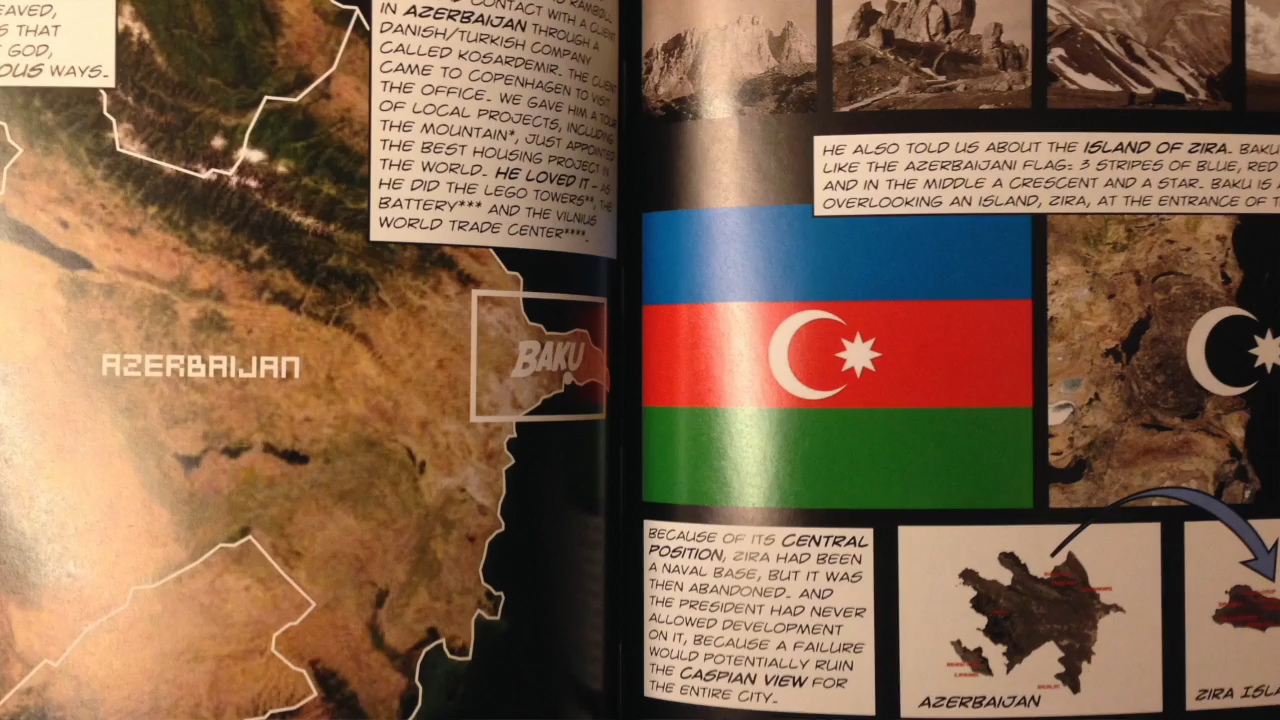 EAVED,
S THAT
GOD,
OUS WAYS.
RAMBOLL
CONTACT WITH A CLIENT
IN AZERBAIJAN THROUGH A
DANISH/TURKISH COMPANY
CALLED KOSARDEMIR. THE CLIENT
CAME TO COPENHAGEN TO VISIT
THE OFFICE. WE GAVE HIM A TOUR
OF LOCAL PROJECTS, INCLUDING
THE MOUNTAIN*, JUST APPOINTED
THE BEST HOUSING PROJECT IN
THE WORLD. HE LOVED IT - AS
HE DID THE LEGO TOWERS**, THE
BATTERY*** AND THE VILNIUS
WORLD TRADE CENTER****.
AZERBAIJAN
BAKU
HE ALSO TOLD US ABOUT THE ISLAND OF ZIRA. BAKU
LIKE THE AZERBAIJANI FLAG: 3 STRIPES OF BLUE, RED
AND IN THE MIDDLE A CRESCENT AND A STAR. BAKU IS
OVERLOOKING AN ISLAND, ZIRA, AT THE ENTRANCE OF T
BECAUSE OF ITS CENTRAL
POSITION, ZIRA HAD BEEN
A NAVAL BASE, BUT IT WAS
THEN ABANDONED. AND
THE PRESIDENT HAD NEVER
ALLOWED DEVELOPMENT
ON IT, BECAUSE A FAILURE
WOULD POTENTIALLY RUIN
THE CASPIAN VIEW FOR
THE ENTIRE CITY.
AZERBAIJAN
ZIRA ISLA